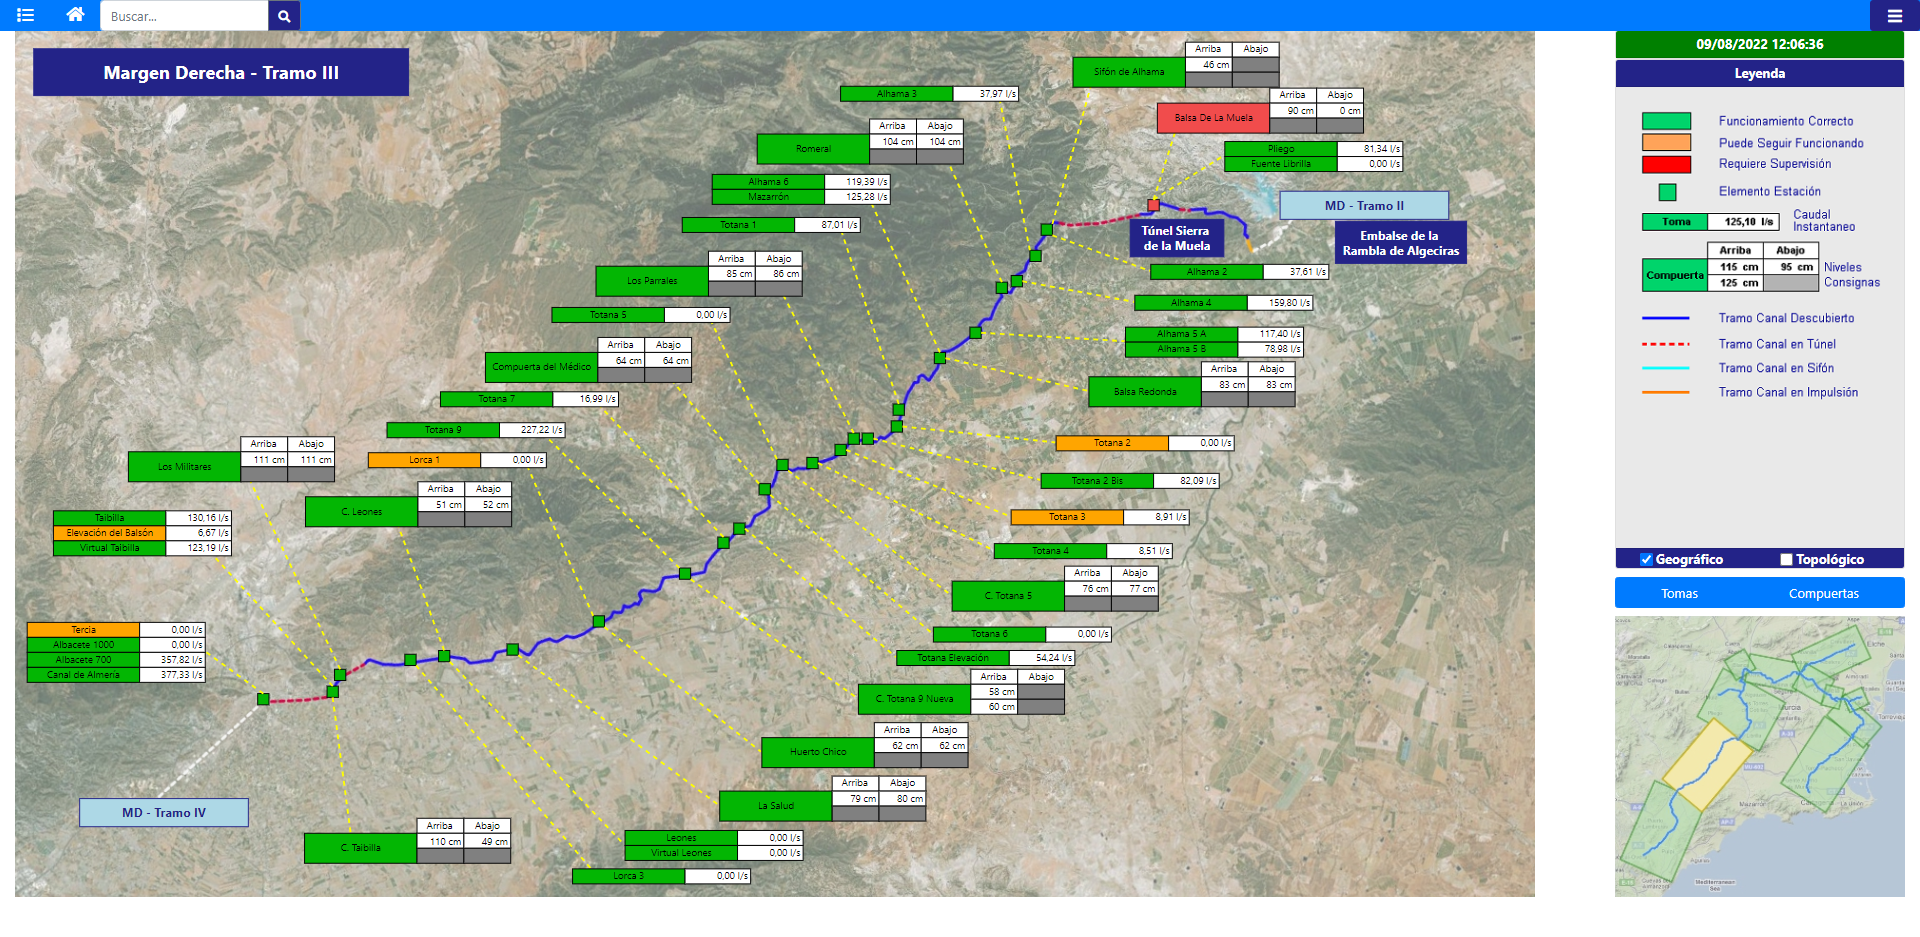 Buscar...
Margen Derecha - Tramo III
09/08/2022 12:06:36
Leyenda
Arriba Abajo
Sifón de Alhama 46 cm
Alhama 3 37,97 l/s
Arriba Abajo
Balsa De La Muela 90 cm 0 cm
Arriba Abajo
Romeral 104 cm 104 cm
Pliego 81,34 l/s
Fuente Librilla 0,00 l/s
Alhama 6 119,39 l/s
Mazarrón 125,28 l/s
MD - Tramo II
Totana 1 87,01 l/s
Túnel Sierra
de la Muela
Embalse de la
Rambla de Algeciras
Arriba Abajo
Los Parrales 85 cm 86 cm
Alhama 2 37,61 l/s
Alhama 4 159,80 l/s
Totana 5 0,00 l/s
Alhama 5 A 117,40 l/s
Alhama 5 B 78,98 l/s
Arriba Abajo
Compuerta del Médico 64 cm 64 cm
Arriba Abajo
Balsa Redonda 83 cm 83 cm
Totana 7 16,99 l/s
Totana 9 227,22 l/s
Totana 2 0,00 l/s
Arriba Abajo
Los Militares 111 cm 111 cm
Lorca 1 0,00 l/s
Totana 2 Bis 82,09 l/s
Arriba Abajo
C. Leones 51 cm 52 cm
Taibilla 130,16 l/s
Elevación del Balsón 6,67 l/s
Virtual Taibilla 123,19 l/s
Totana 3 8,91 l/s
Totana 4 8,51 l/s
Arriba Abajo
C. Totana 5 76 cm 77 cm
Tercia 0,00 l/s
Albacete 1000 0,00 l/s
Albacete 700 357,82 l/s
Canal de Almeria 377,33 l/s
Totana 6 0,00 l/s
Totana Elevación 54,24 l/s
Arriba Abajo
C. Totana 9 Nueva 58 cm
60 cm
Arriba Abajo
Huerto Chico 62 cm 62 cm
Arriba Abajo
La Salud 79 cm 80 cm
MD - Tramo IV
Arriba Abajo
C. Taibilla 110 cm 49 cm
Leones 0,00 l/s
Virtual Leones 0,00 l/s
Lorca 3 0,00 l/s
Funcionamiento Correcto
Puede Seguir Funcionando
Requiere Supervisión
Elemento Estación
Toma 125,10 l/s Caudal
Instantaneo
Arriba Abajo
Compuerta 115 cm 95 cm Niveles
125 cm Consignas
Tramo Canal Descubierto
Tramo Canal en Túnel
Tramo Canal en Sifón
Tramo Canal en Impulsión
Geográfico Topológico
Tomas Compuertas
Mediterranean
Sea